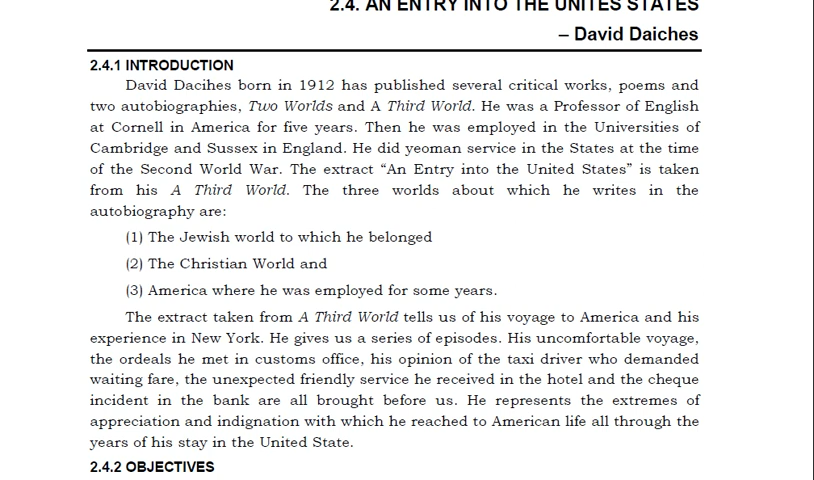 2.4. AN ENTRY INTO THE UNITES STATES
– David Daiches
2.4.1 INTRODUCTION
David Dacihes born in 1912 has published several critical works, poems and
two autobiographies, Two Worlds and A Third World. He was a Professor of English
at Cornell in America for five years. Then he was employed in the Universities of
Cambridge and Sussex in England. He did yeoman service in the States at the time
of the Second World War. The extract “An Entry into the United States” is taken
from his A Third World. The three worlds about which he writes in the
autobiography are:
(1) The Jewish world to which he belonged
(2) The Christian World and
(3) America where he was employed for some years.
The extract taken from A Third World tells us of his voyage to America and his
experience in New York. He gives us a series of episodes. His uncomfortable voyage,
the ordeals he met in customs office, his opinion of the taxi driver who demanded
waiting fare, the unexpected friendly service he received in the hotel and the cheque
incident in the bank are all brought before us. He represents the extremes of
appreciation and indignation with which he reached to American life all through the
years of his stay in the United State.
2.4.2 OBJECTIVES